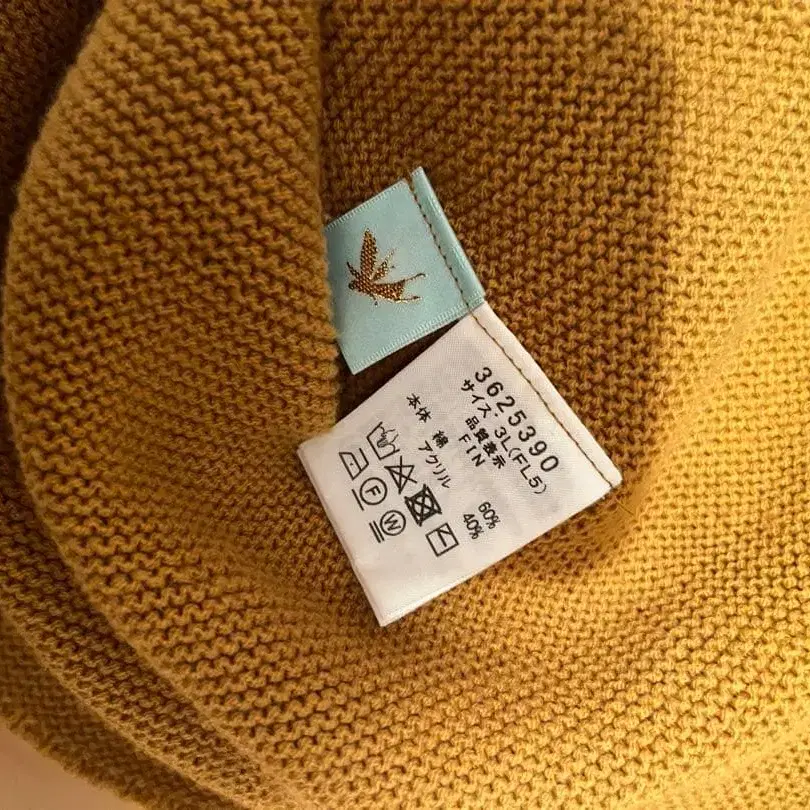 3625390
サイズ: 3L(FL5)
品質表示
FIN
本体 綿 60%
アクリル 40%
F
W